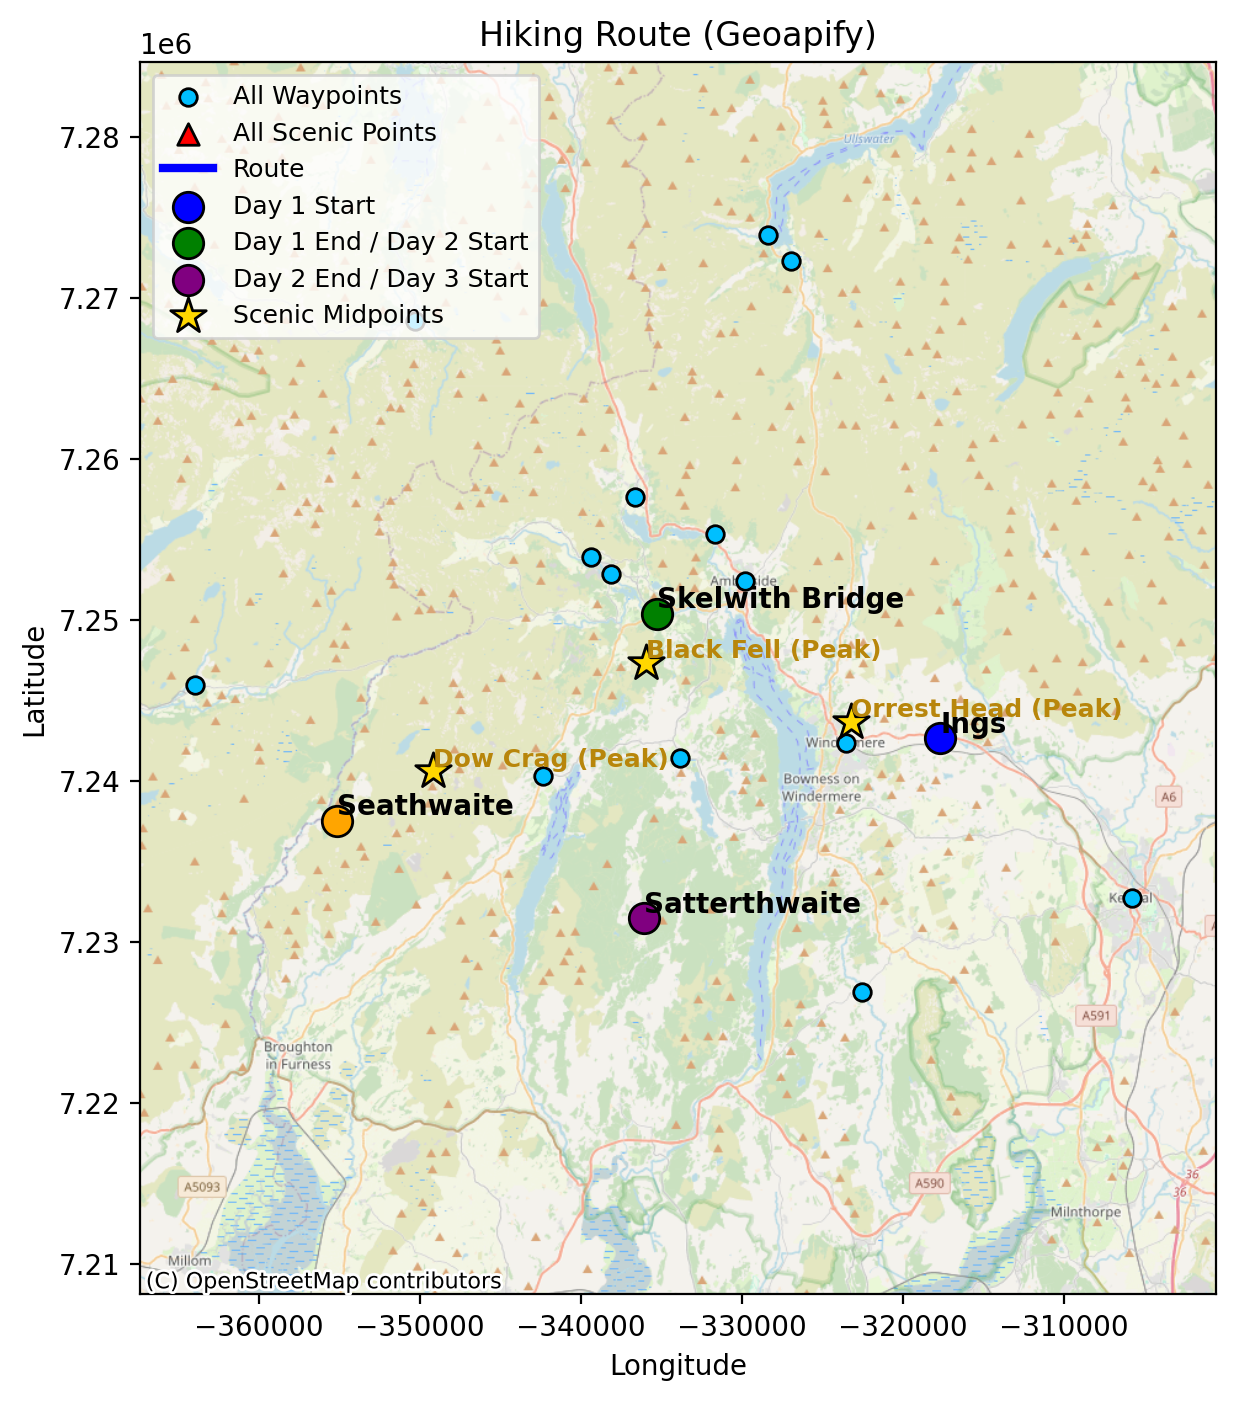 Hiking Route (Geoapify)
1e6
All Waypoints
All Scenic Points
Route
Day 1 Start
Day 1 End / Day 2 Start
Day 2 End / Day 3 Start
Scenic Midpoints
Ullswater
7.28
7.27
7.26
7.25
7.24
7.23
7.22
7.21
Latitude
Skelwith Bridge
Black Fell (Peak)
Orrest Head (Peak)
Ings
Dow Crag (Peak)
Bowness on
Windermere
A6
Seathwaite
Satterthwaite
A591
Broughton
in Furness
A5093
A590
36
36
Milnthorpe
Millom
(C) OpenStreetMap contributors
−360000
−350000
−340000
−330000
−320000
−310000
Longitude